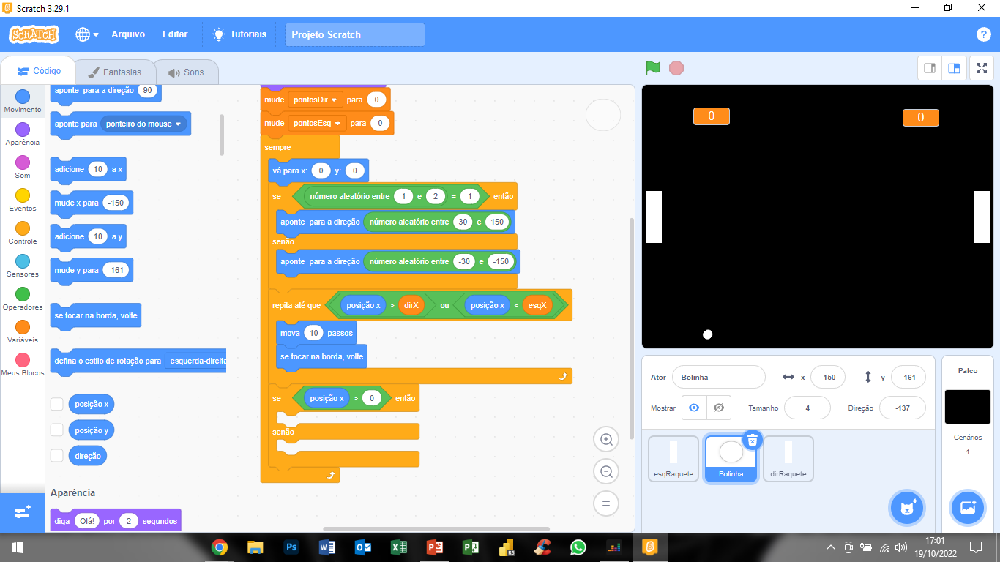 Scratch 3.29.1
SCRATCH
Arquivo
Editar
Tutoriais
Projeto Scratch
?
Código
Fantasias
Sons
Movimento
Aparência
Som
Eventos
Controle
Sensores
Operadores
Variáveis
Meus Blocos
aponte para a direção 90
aponte para ponteiro do mouse
adicione 10 a x
mude x para -150
adicione 10 a y
mude y para -161
se tocar na borda, volte
defina o estilo de rotação para esquerda-direita
posição x
posição y
direção
Aparência
diga Olá! por 2 segundos
mude pontosDir para 0
mude pontosEsq para 0
sempre
vá para x: 0 y: 0
se número aleatório entre 1 e 2 = 1 então
aponte para a direção número aleatório entre 30 e 150
senão
aponte para a direção número aleatório entre -30 e -150
repita até que posição x > dirX ou posição x < esqX
mova 10 passos
se tocar na borda, volte
se posição x > 0 então
senão
0
0
Ator Bolinha x -150 y -161
Mostrar Tamanho 4 Direção -137
esqRaquete
Bolinha
dirRaquete
Palco
Cenários
1
17:01
19/10/2022